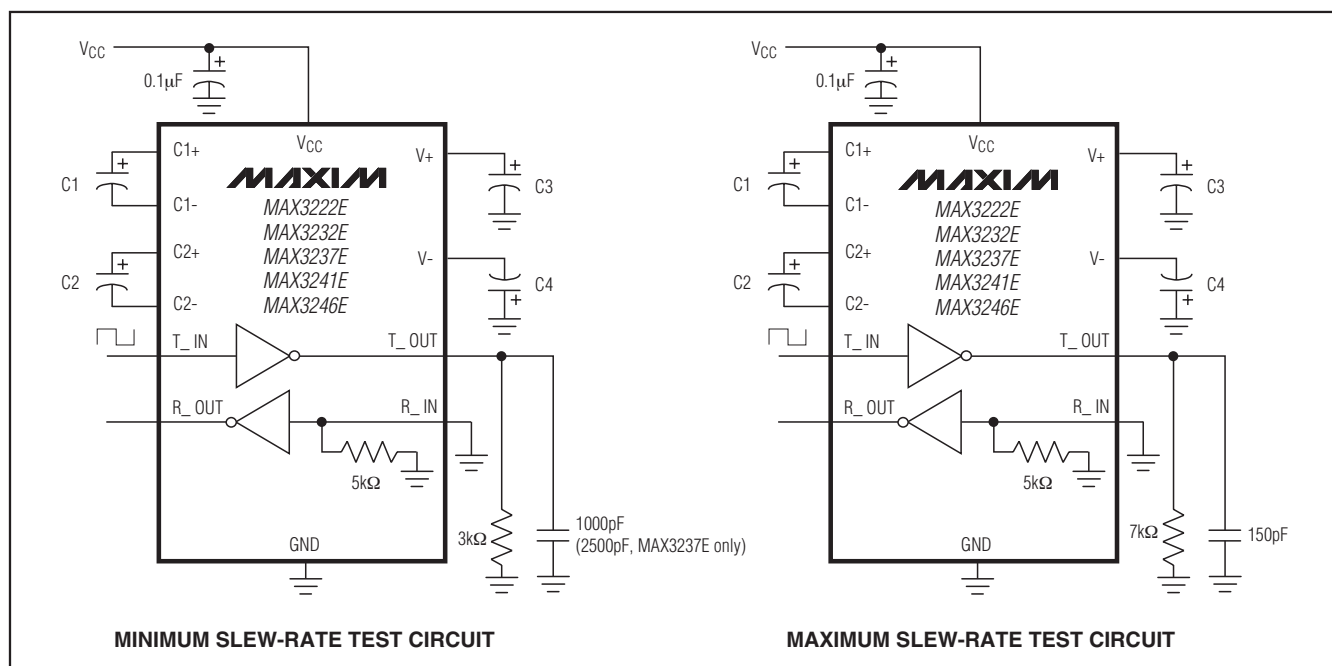 VCC
+
0.1µF
VCC
C1+
V+
+
+
C1
C3
MAXIM
C1-
MAX3222E
MAX3232E
C2+
MAX3237E
V-
+
C2
MAX3241E
C4
+
C2-
MAX3246E
T_ IN
T_ OUT
R_ OUT
R_ IN
5kΩ
3kΩ
1000pF
(2500pF, MAX3237E only)
GND
MINIMUM SLEW-RATE TEST CIRCUIT
VCC
+
0.1µF
VCC
C1+
V+
+
+
C1
C3
MAXIM
C1-
MAX3222E
MAX3232E
C2+
MAX3237E
V-
+
C2
MAX3241E
C4
+
C2-
MAX3246E
T_ IN
T_ OUT
R_ OUT
R_ IN
5kΩ
7kΩ
150pF
GND
MAXIMUM SLEW-RATE TEST CIRCUIT